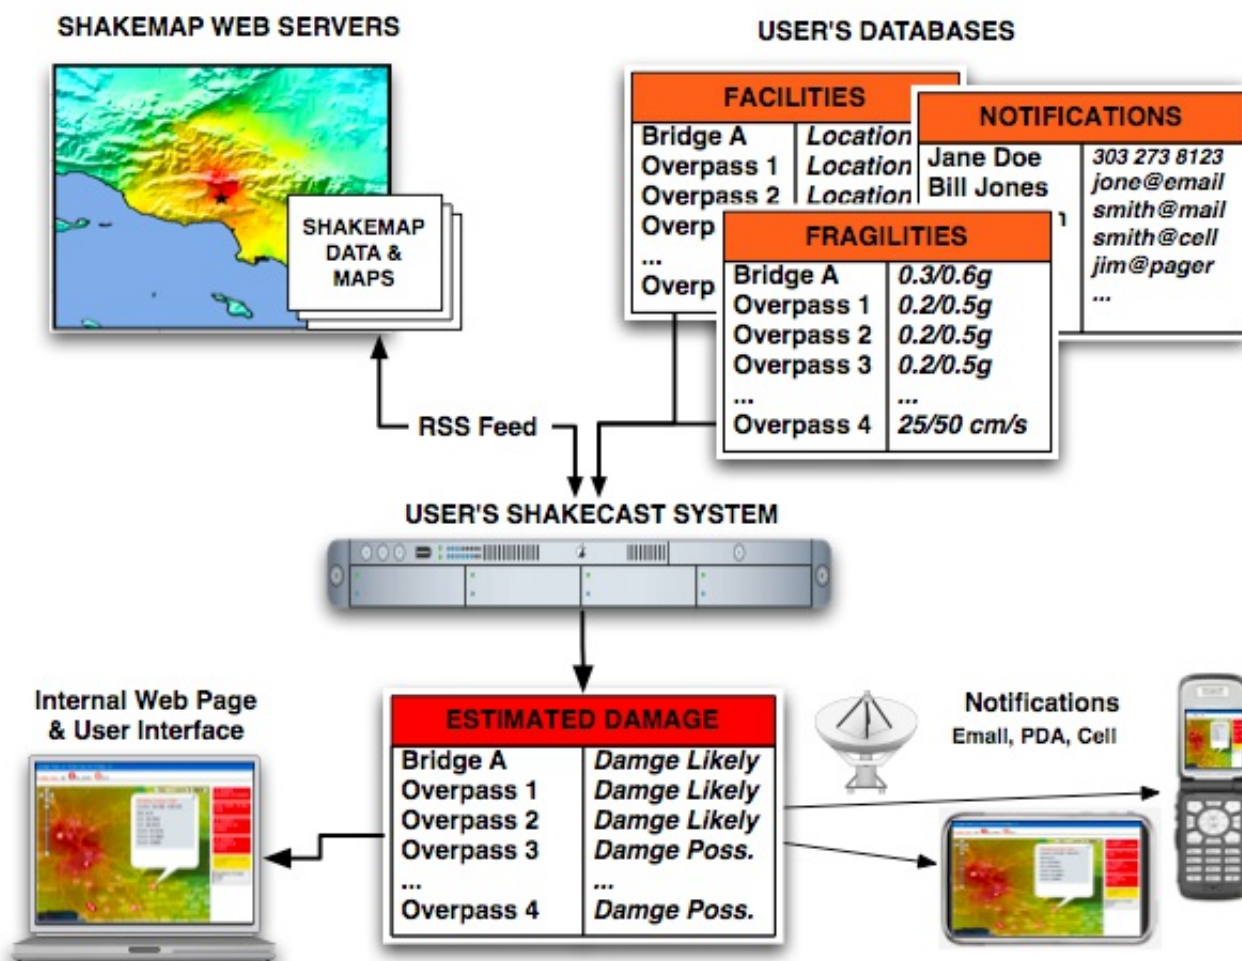 SHAKEMAP WEB SERVERS
USER'S DATABASES
SHAKEMAP
DATA &
MAPS
FACILITIES
Bridge A Location
Overpass 1 Location
Overpass 2 Location
Overp
...
Overp
NOTIFICATIONS
Jane Doe 303 273 8123
Bill Jones jone@email
smith@mail
smith@cell
jim@pager
...
FRAGILITIES
Bridge A 0.3/0.6g
Overpass 1 0.2/0.5g
Overpass 2 0.2/0.5g
Overpass 3 0.2/0.5g
... ...
Overpass 4 25/50 cm/s
RSS Feed
USER'S SHAKECAST SYSTEM
Internal Web Page
& User Interface
ESTIMATED DAMAGE
Bridge A Damge Likely
Overpass 1 Damge Likely
Overpass 2 Damge Likely
Overpass 3 Damge Poss.
... ...
Overpass 4 Damge Poss.
Notifications
Email, PDA, Cell